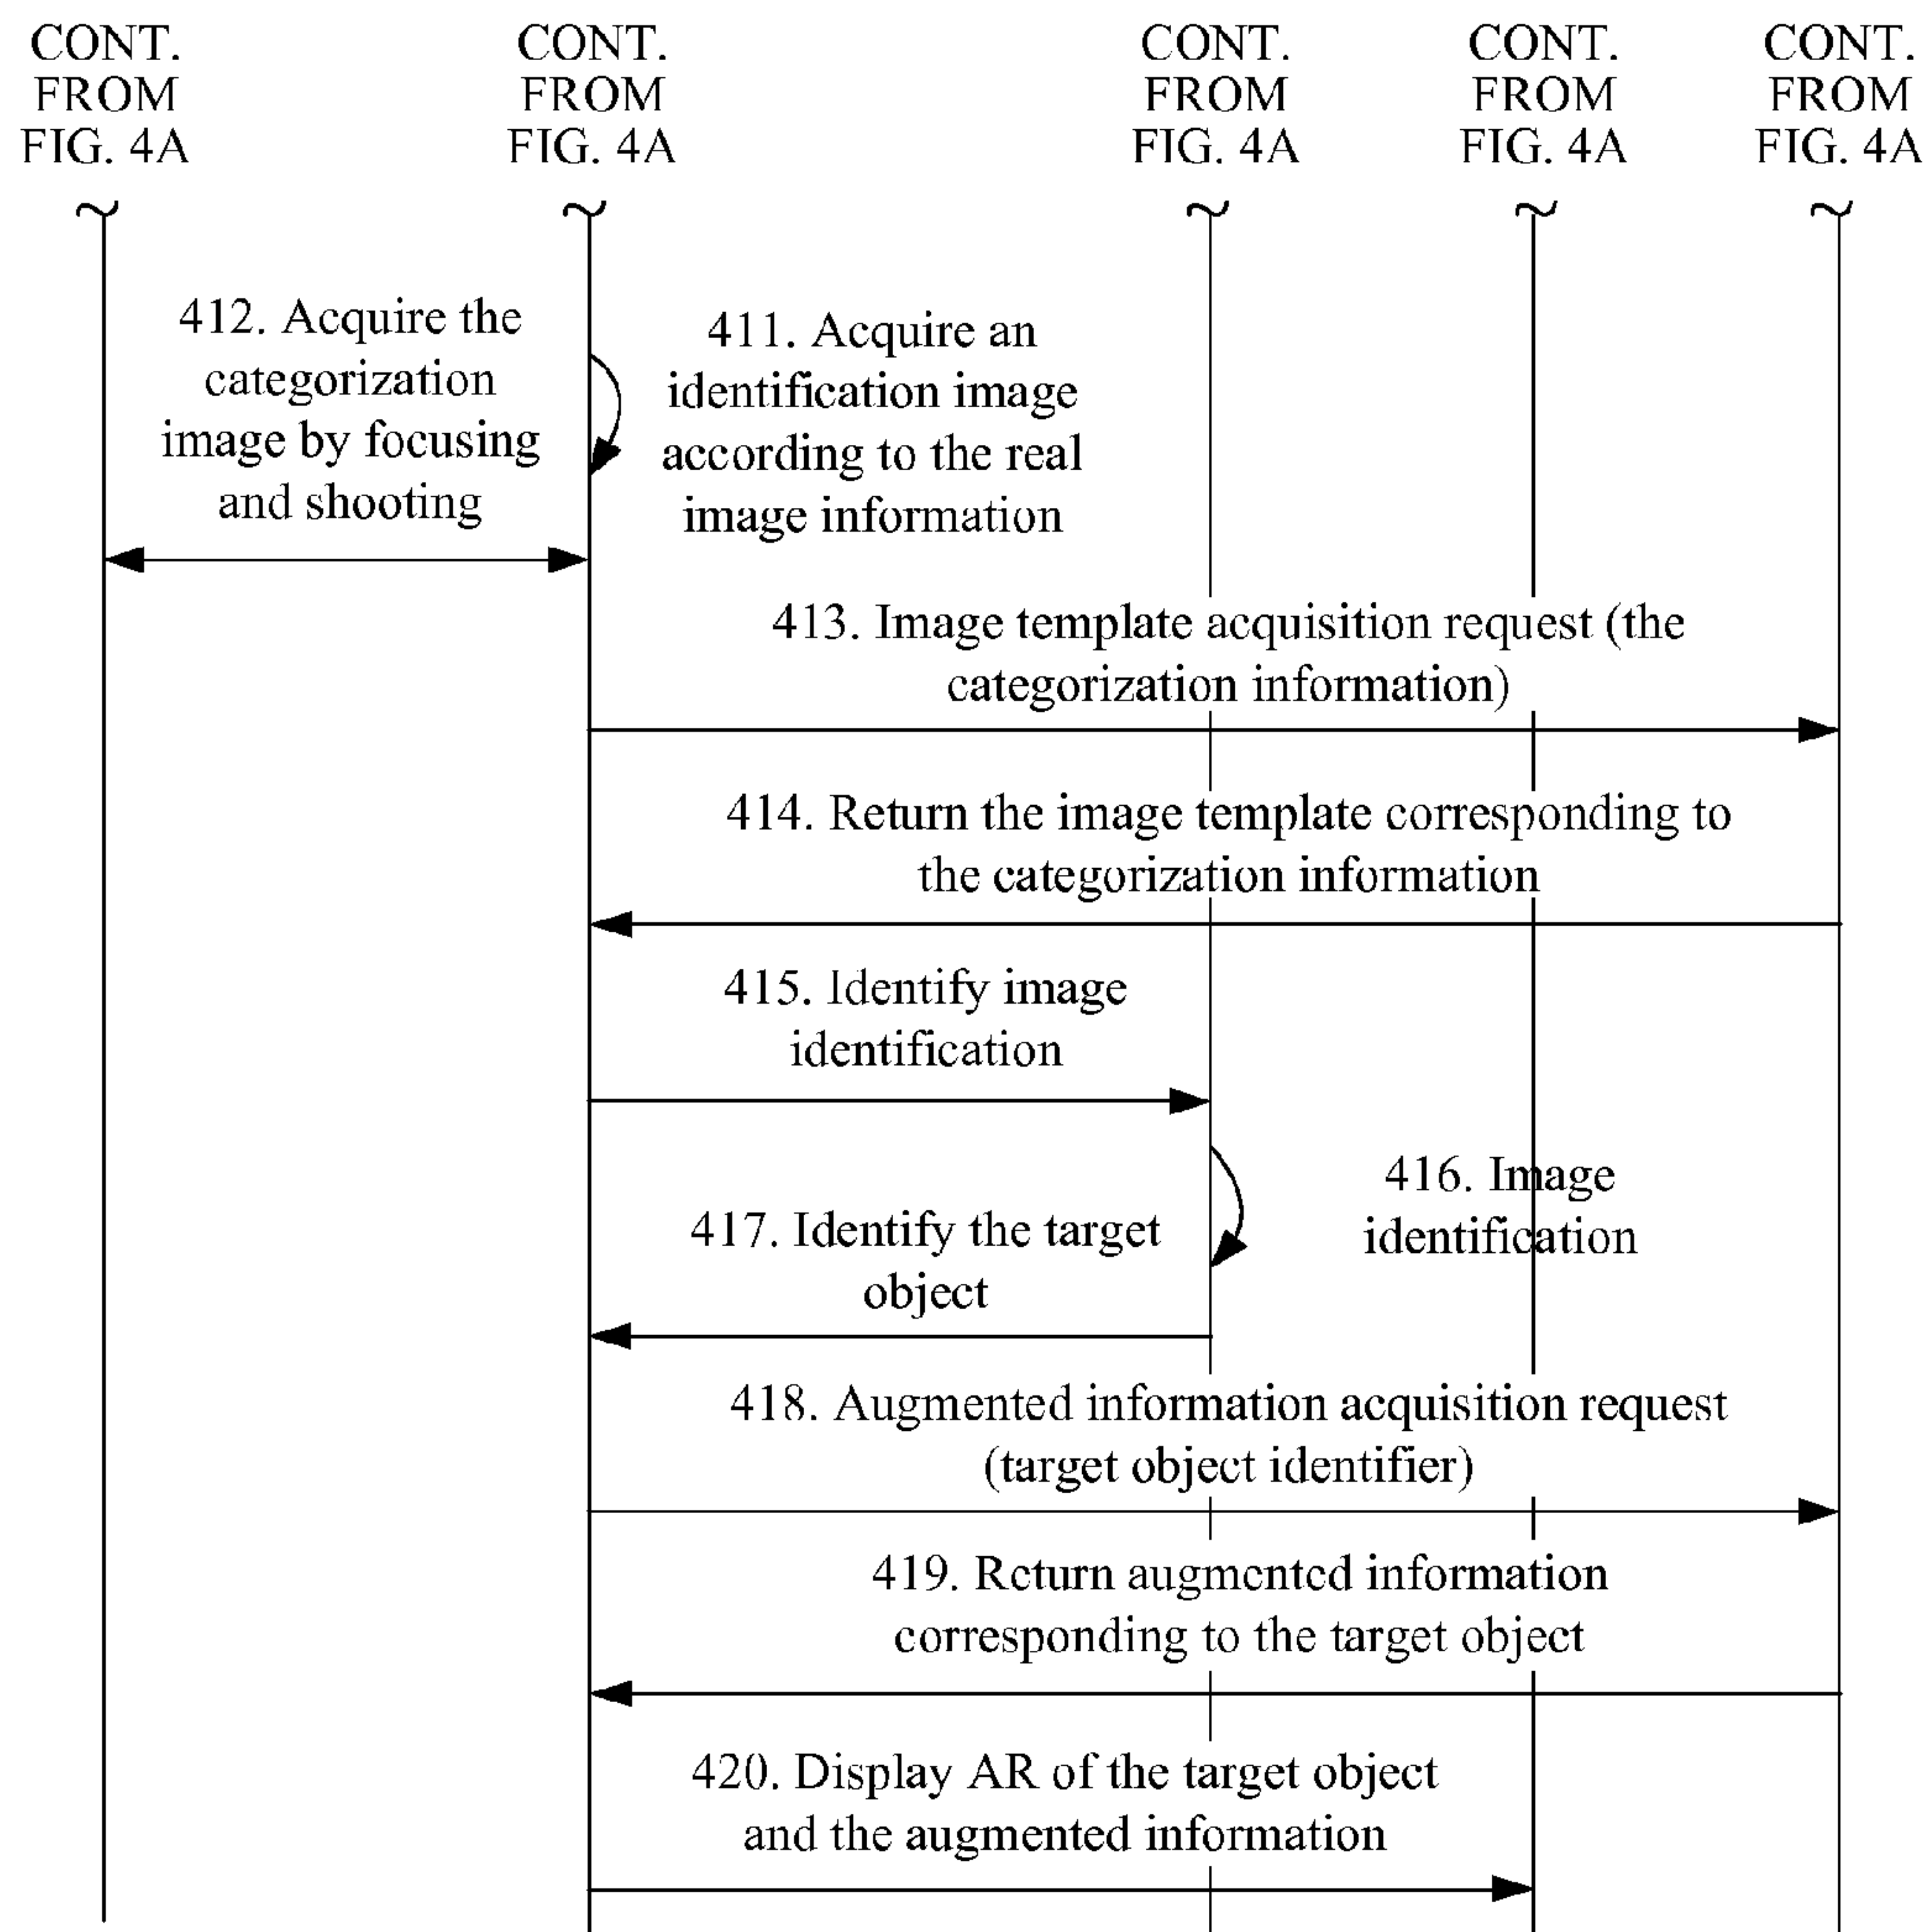 CONT.
FROM
FIG. 4A
CONT.
FROM
FIG. 4A
CONT.
FROM
FIG. 4A
CONT.
FROM
FIG. 4A
CONT.
FROM
FIG. 4A
412. Acquire the
categorization
image by focusing
and shooting
411. Acquire an
identification image
according to the real
image information
413. Image template acquisition request (the
categorization information)
414. Return the image template corresponding to
the categorization information
415. Identify image
identification
416. Image
identification
417. Identify the target
object
418. Augmented information acquisition request
(target object identifier)
419. Return augmented information
corresponding to the target object
420. Display AR of the target object
and the augmented information